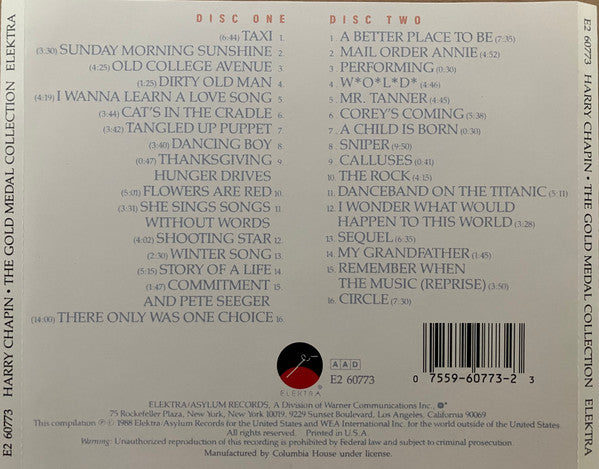 DISC ONE
(6:44) TAXI 1.
(3:30) SUNDAY MORNING SUNSHINE 2.
(4:25) OLD COLLEGE AVENUE 3.
(1:25) DIRTY OLD MAN 4.
(4:19) I WANNA LEARN A LOVE SONG 5.
(3:44) CAT'S IN THE CRADLE 6.
(3:42) TANGLED UP PUPPET 7.
(3:40) DANCING BOY 8.
(0:47) THANKSGIVING 9.
HUNGER DRIVES
(5:01) FLOWERS ARE RED 10.
(3:31) SHE SINGS SONGS 11.
WITHOUT WORDS
(4:02) SHOOTING STAR 12.
(2:30) WINTER SONG 13.
(5:15) STORY OF A LIFE 14.
(1:47) COMMITMENT 15.
AND PETE SEEGER
(14:00) THERE ONLY WAS ONE CHOICE 16.
DISC TWO
1. A BETTER PLACE TO BE (7:35)
2. MAIL ORDER ANNIE (4:52)
3. PERFORMING (0:30)
4. W*O*L*D* (4:46)
5. MR. TANNER (4:45)
6. COREY'S COMING (5:38)
7. A CHILD IS BORN (0:30)
8. SNIPER (9:50)
9. CALLUSES (0:41)
10. THE ROCK (4:15)
11. DANCEBAND ON THE TITANIC (5:11)
12. I WONDER WHAT WOULD
HAPPEN TO THIS WORLD (3:28)
13. SEQUEL (6:35)
14. MY GRANDFATHER (1:45)
15. REMEMBER WHEN
THE MUSIC (REPRISE) (3:50)
16. CIRCLE (7:30)
ELEKTRA
AAD
E2 60773
0 7559-60773-2 3
ELEKTRA/ASYLUM RECORDS, A Division of Warner Communications Inc., ®
75 Rockefeller Plaza, New York, New York 10019. 9229 Sunset Boulevard, Los Angeles, California 90069
This compilation ℗ © 1988 Elektra/Asylum Records for the United States and WEA International Inc. for the world outside of the United States.
All rights reserved. Printed in U.S.A.
Warning: Unauthorized reproduction of this recording is prohibited by Federal law and subject to criminal prosecution.
Manufactured by Columbia House under license.
E2 60773 HARRY CHAPIN • THE GOLD MEDAL COLLECTION ELEKTRA
E2 60773 HARRY CHAPIN • THE GOLD MEDAL COLLECTION ELEKTRA